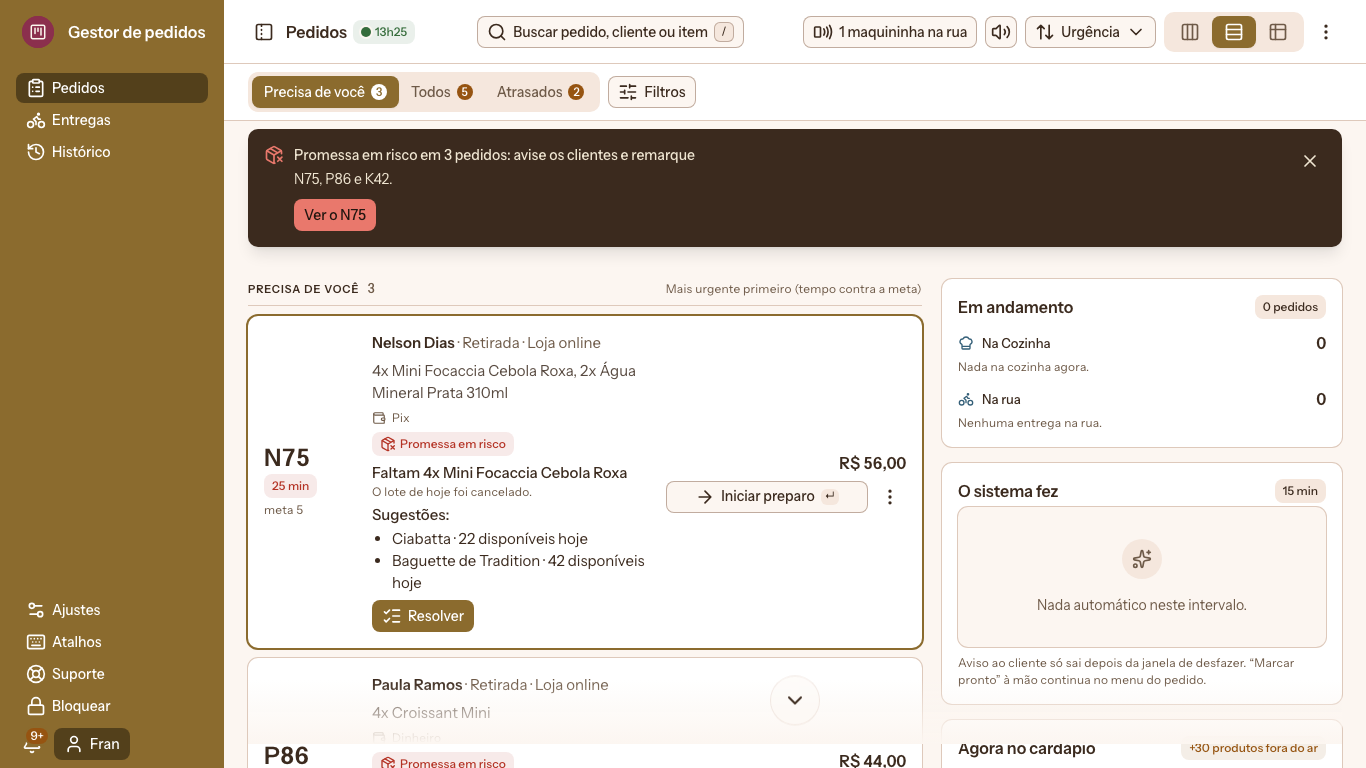 Gestor de pedidos
Pedidos
Entregas
Histórico
Ajustes
Atalhos
Suporte
Bloquear
9+
Fran
Pedidos
13h25
Buscar pedido, cliente ou item /
1 maquininha na rua
Urgência
Precisa de você 3
Todos 5
Atrasados 2
Filtros
Promessa em risco em 3 pedidos: avise os clientes e remarque
N75, P86 e K42.
Ver o N75
PRECISA DE VOCÊ 3
Mais urgente primeiro (tempo contra a meta)
N75
25 min
meta 5
Nelson Dias · Retirada · Loja online
4x Mini Focaccia Cebola Roxa, 2x Água
Mineral Prata 310ml
Pix
Promessa em risco
Faltam 4x Mini Focaccia Cebola Roxa
O lote de hoje foi cancelado.
Sugestões:
Ciabatta · 22 disponíveis hoje
Baguette de Tradition · 42 disponíveis
hoje
Resolver
R$ 56,00
Iniciar preparo
P86
Paula Ramos · Retirada · Loja online
4x Croissant Mini
Dinheiro
Promessa em risco
R$ 44,00
Em andamento
0 pedidos
Na Cozinha
0
Nada na cozinha agora.
Na rua
0
Nenhuma entrega na rua.
O sistema fez
15 min
Nada automático neste intervalo.
Aviso ao cliente só sai depois da janela de desfazer. “Marcar
pronto” à mão continua no menu do pedido.
Agora no cardápio
+30 produtos fora do ar